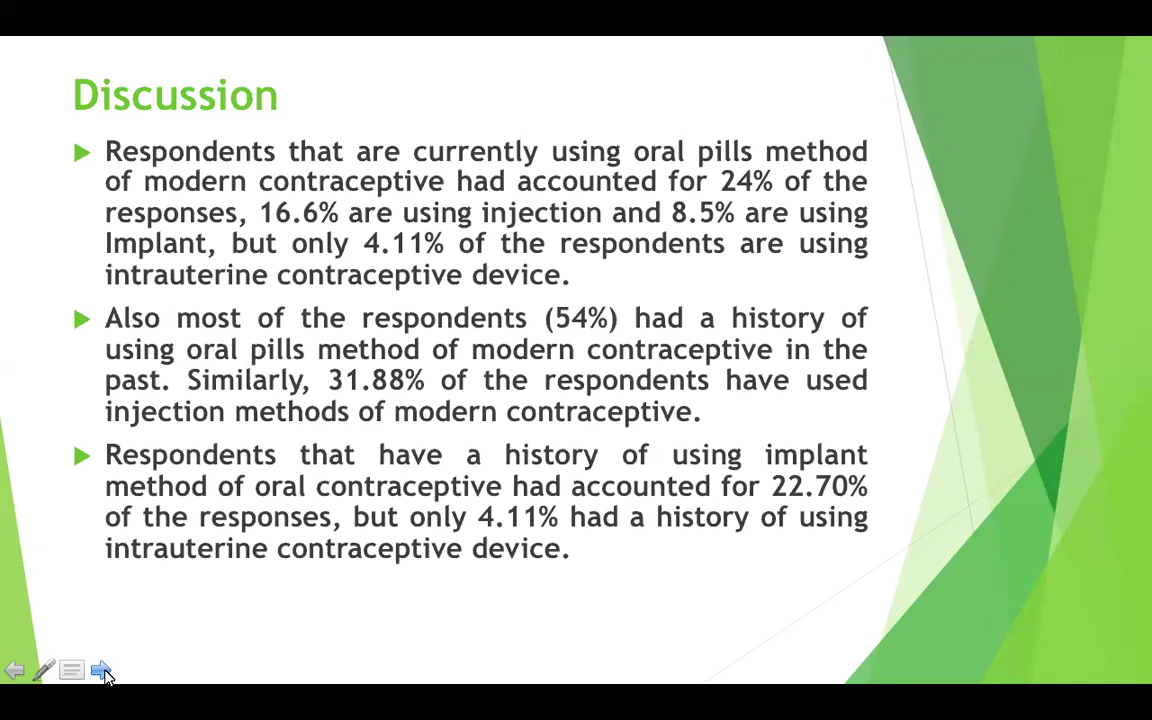 Discussion
Respondents that are currently using oral pills method
of modern contraceptive had accounted for 24% of the
responses, 16.6% are using injection and 8.5% are using
Implant, but only 4.11% of the respondents are using
intrauterine contraceptive device.
Also most of the respondents (54%) had a history of
using oral pills method of modern contraceptive in the
past. Similarly, 31.88% of the respondents have used
injection methods of modern contraceptive.
Respondents that have a history of using implant
method of oral contraceptive had accounted for 22.70%
of the responses, but only 4.11% had a history of using
intrauterine contraceptive device.